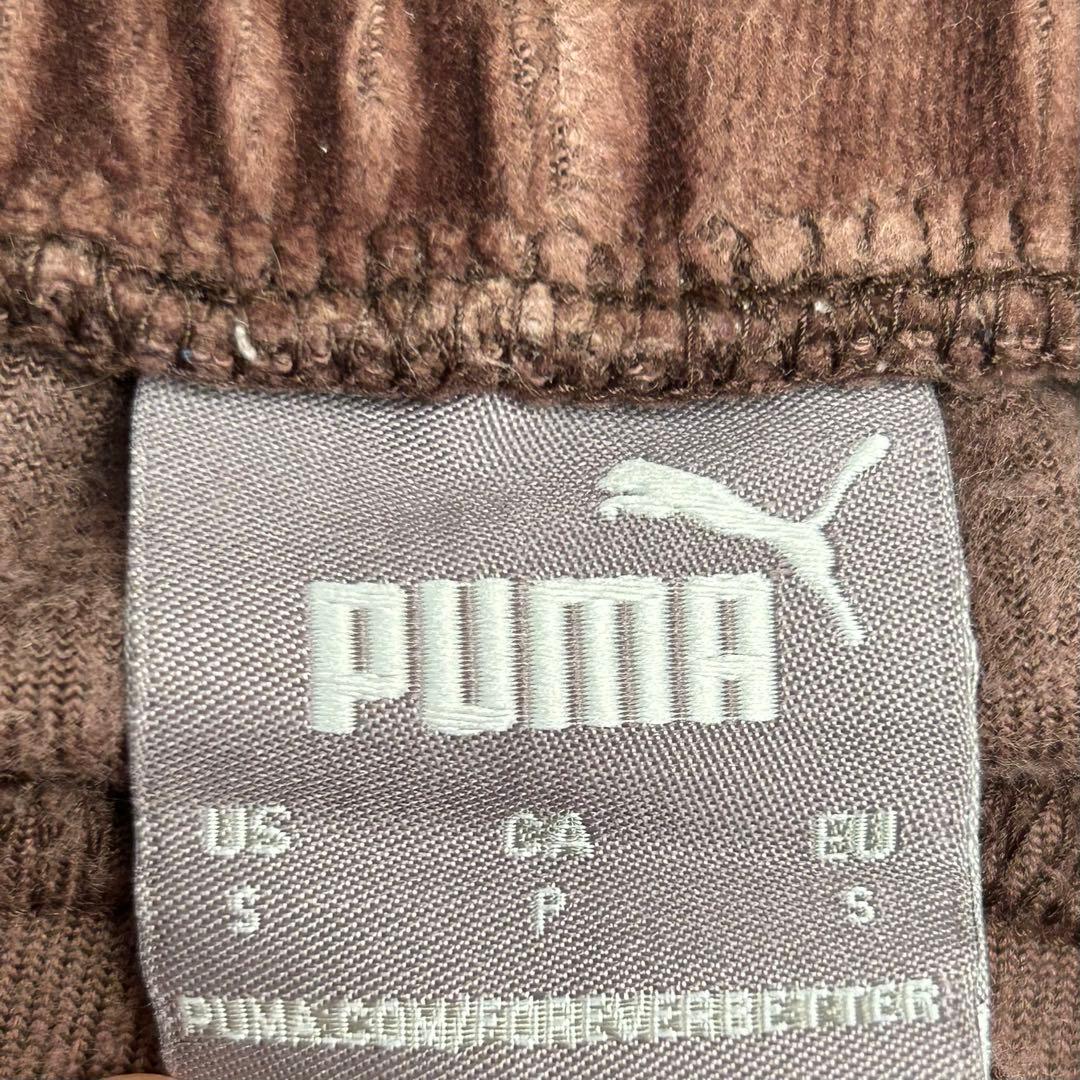 PUMA
US CA EU
S P S
PUMA.COM/FOREVERBETTER